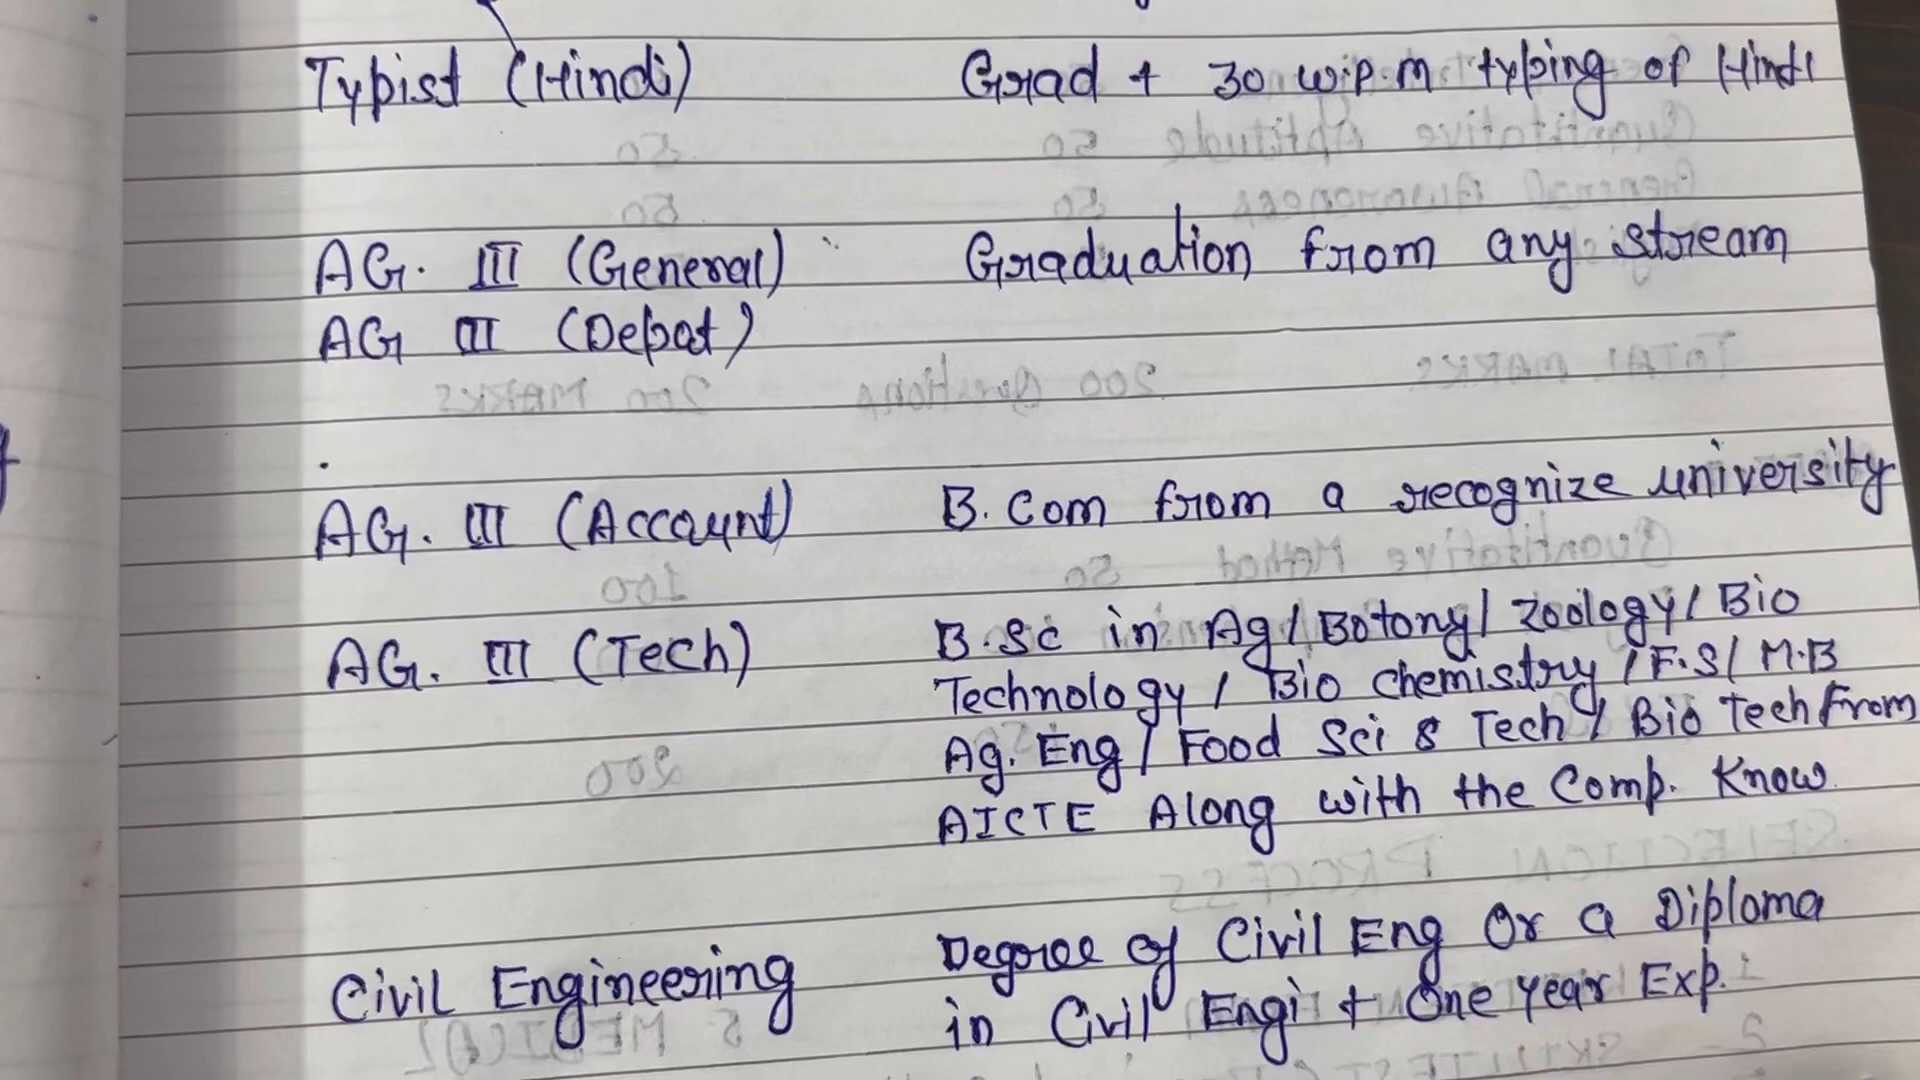 Typist (Hindi) Grad + 30 w.p.m typing of Hindi
AG. III (General) Graduation from any stream
AG III (Depot)
AG. III (Account) B. Com from a recognize university
AG. III (Tech) B.Sc in Ag/Botony/ Zoology/ Bio
Technology / Bio chemistry / F.S/ M.B
Ag. Eng / Food Sci & Tech / Bio Tech From
AICTE Along with the Comp. Know
Civil Engineering Degree of Civil Eng Or a Diploma
in Civil Engi + One year Exp.